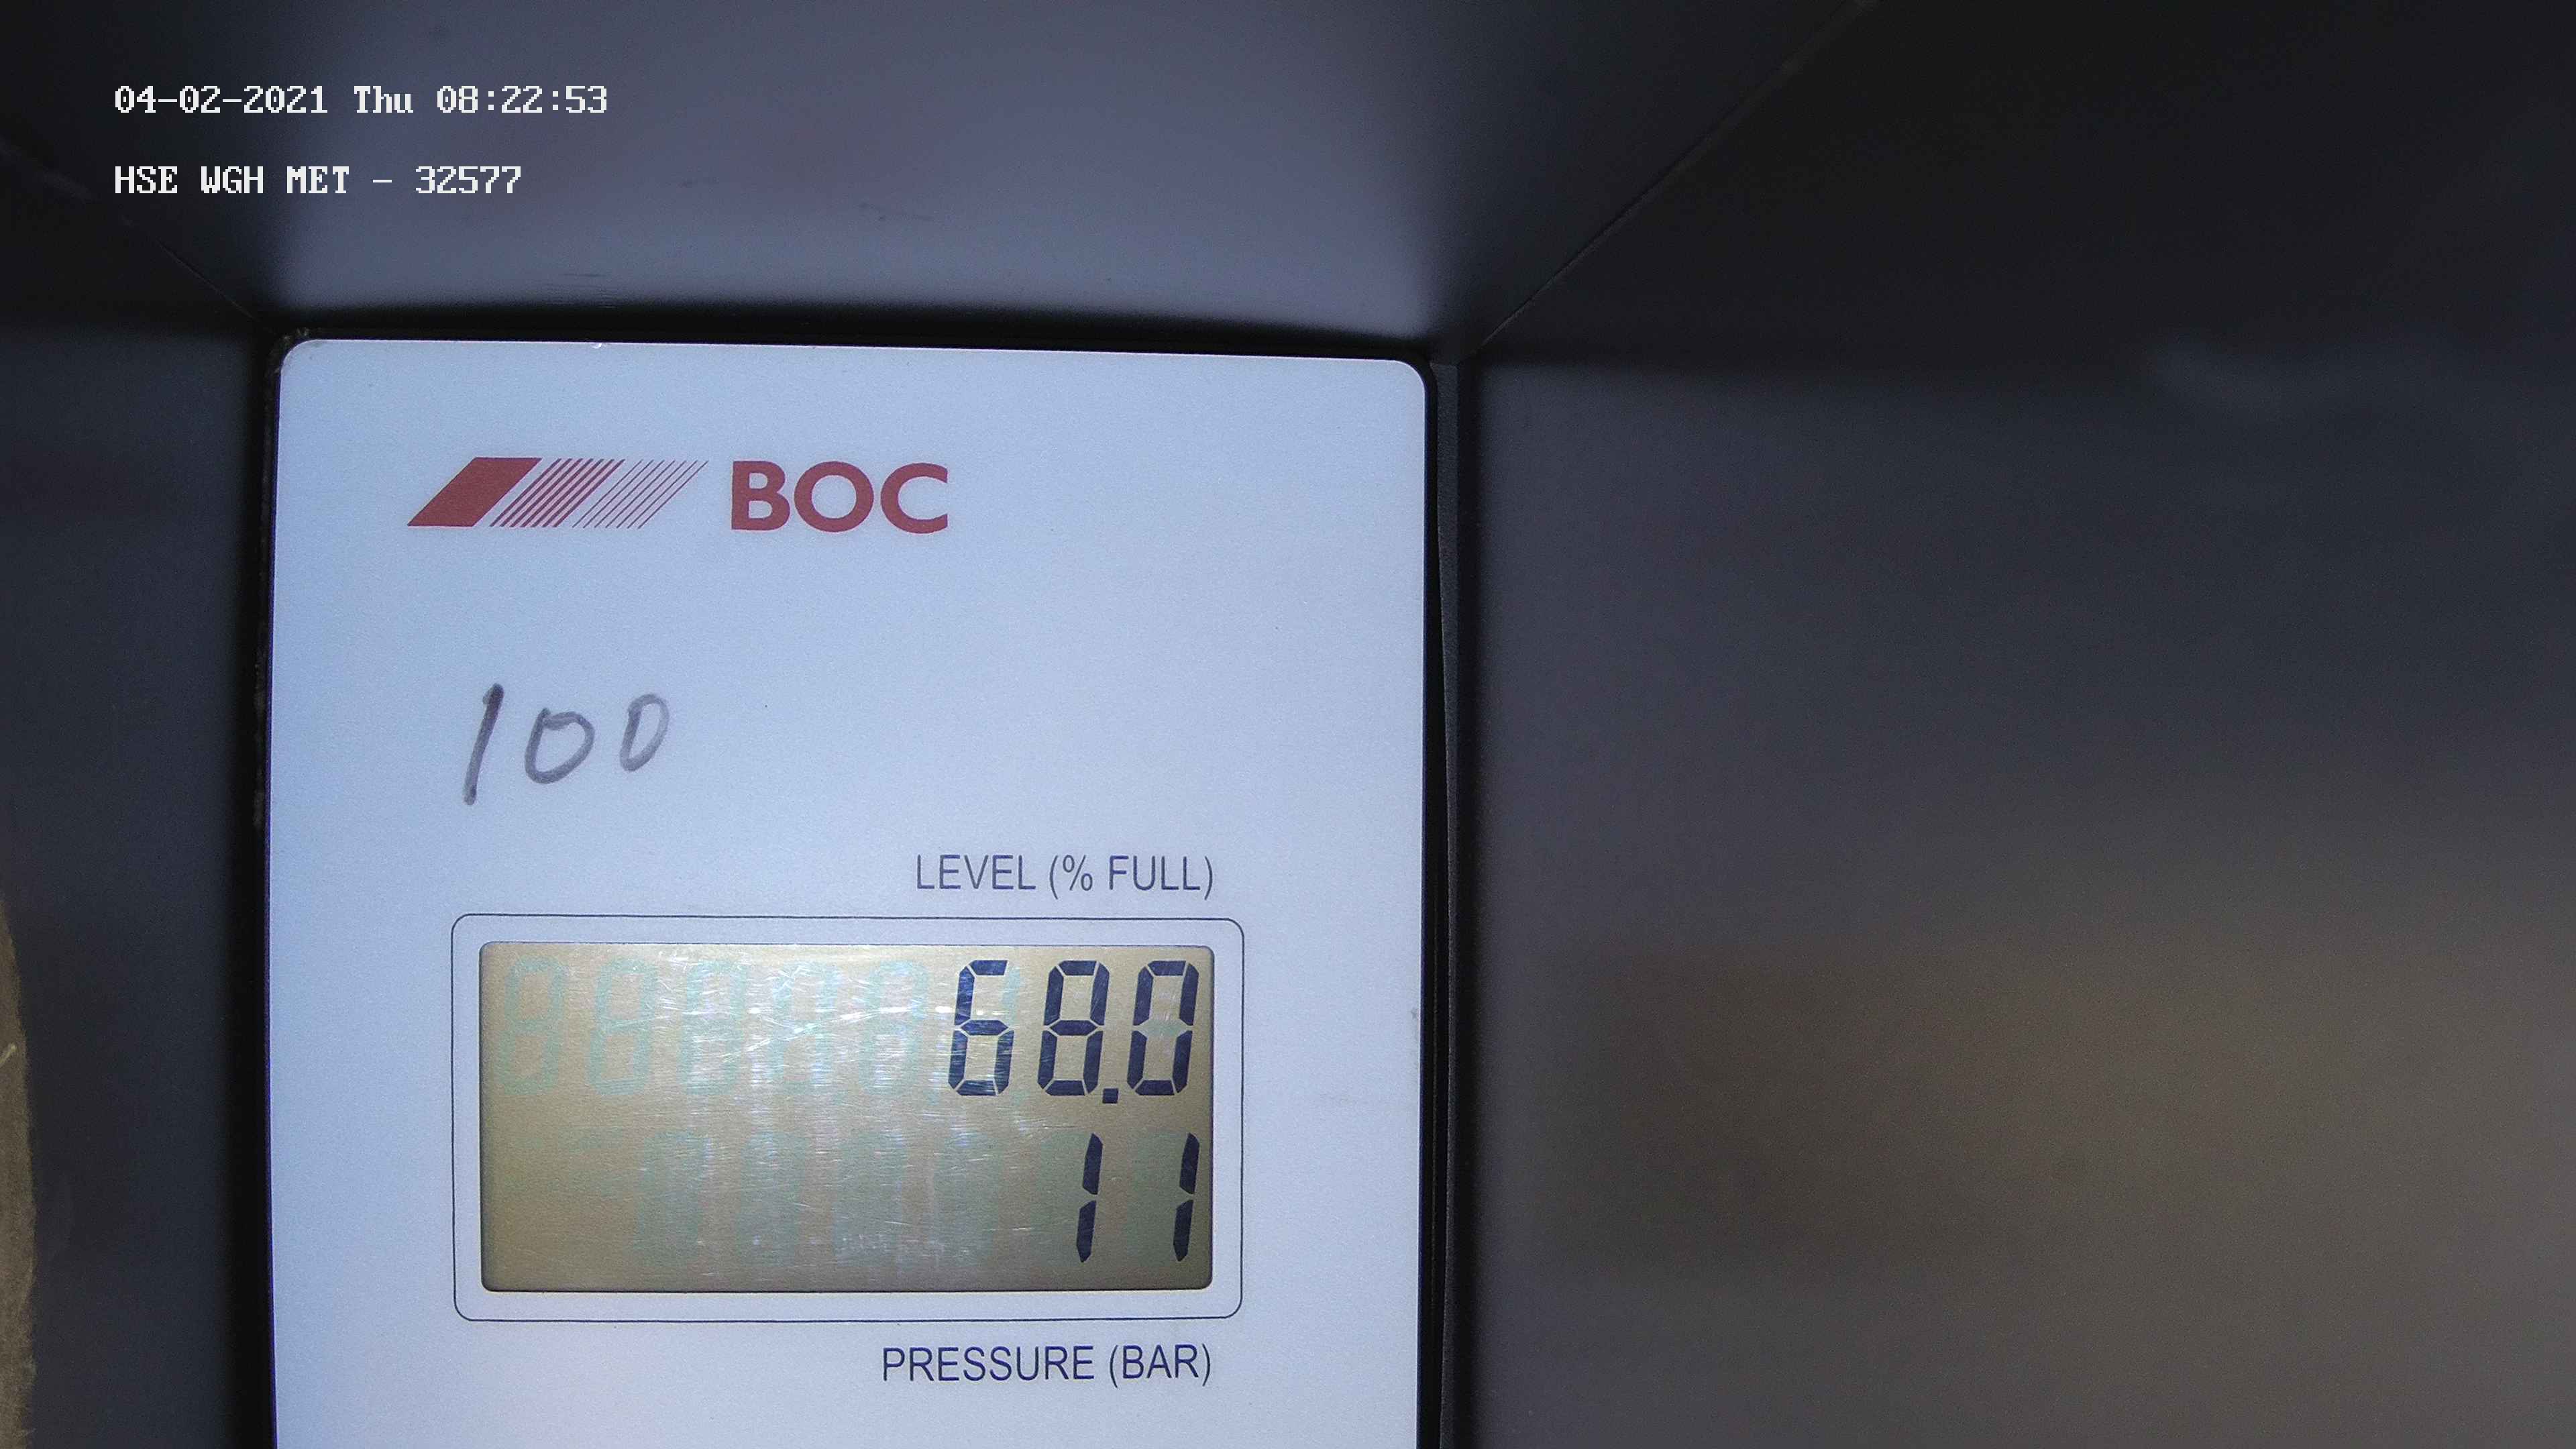 04-02-2021 Thu 08:22:53
HSE WGH MET - 32577
BOC
100
LEVEL (% FULL)
68.0
11
PRESSURE (BAR)